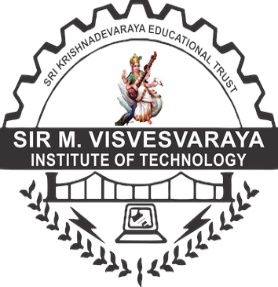 SRI KRISHNADEVARAYA EDUCATIONAL TRUST
SIR M. VISVESVARAYA
INSTITUTE OF TECHNOLOGY